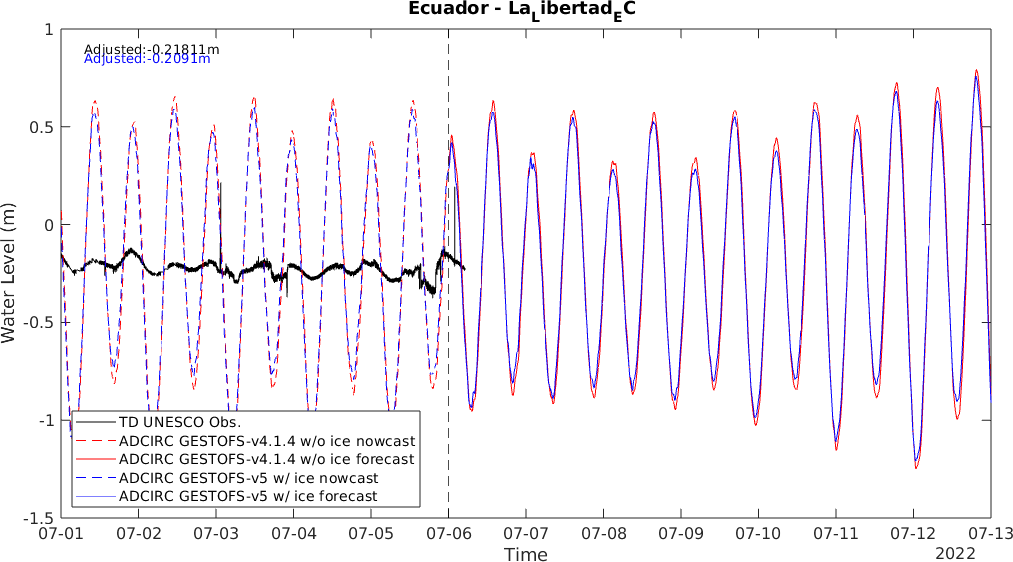 Ecuador - LaLibertadEC
Adjusted:-0.21811m
Adjusted:-0.2091m
Water Level (m)
1
0.5
0
-0.5
-1
-1.5
TD UNESCO Obs.
ADCIRC GESTOFS-v4.1.4 w/o ice nowcast
ADCIRC GESTOFS-v4.1.4 w/o ice forecast
ADCIRC GESTOFS-v5 w/ ice nowcast
ADCIRC GESTOFS-v5 w/ ice forecast
07-01 07-02 07-03 07-04 07-05 07-06 07-07 07-08 07-09 07-10 07-11 07-12 07-13
Time
2022